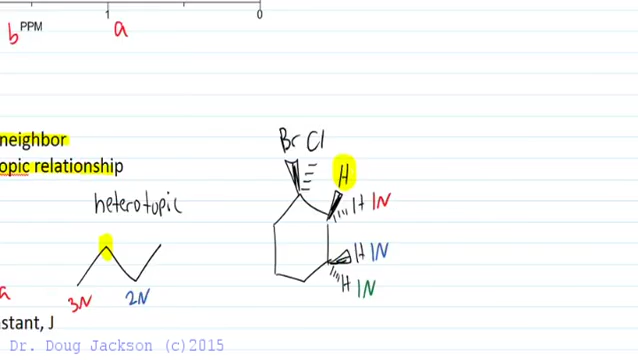 1
0
b PPM
a
neighbor
opic relationship
heterotopic
3N
2N
a
stant, J
Br Cl
H
H 1N
H 1N
H 1N
Dr. Doug Jackson (c)2015